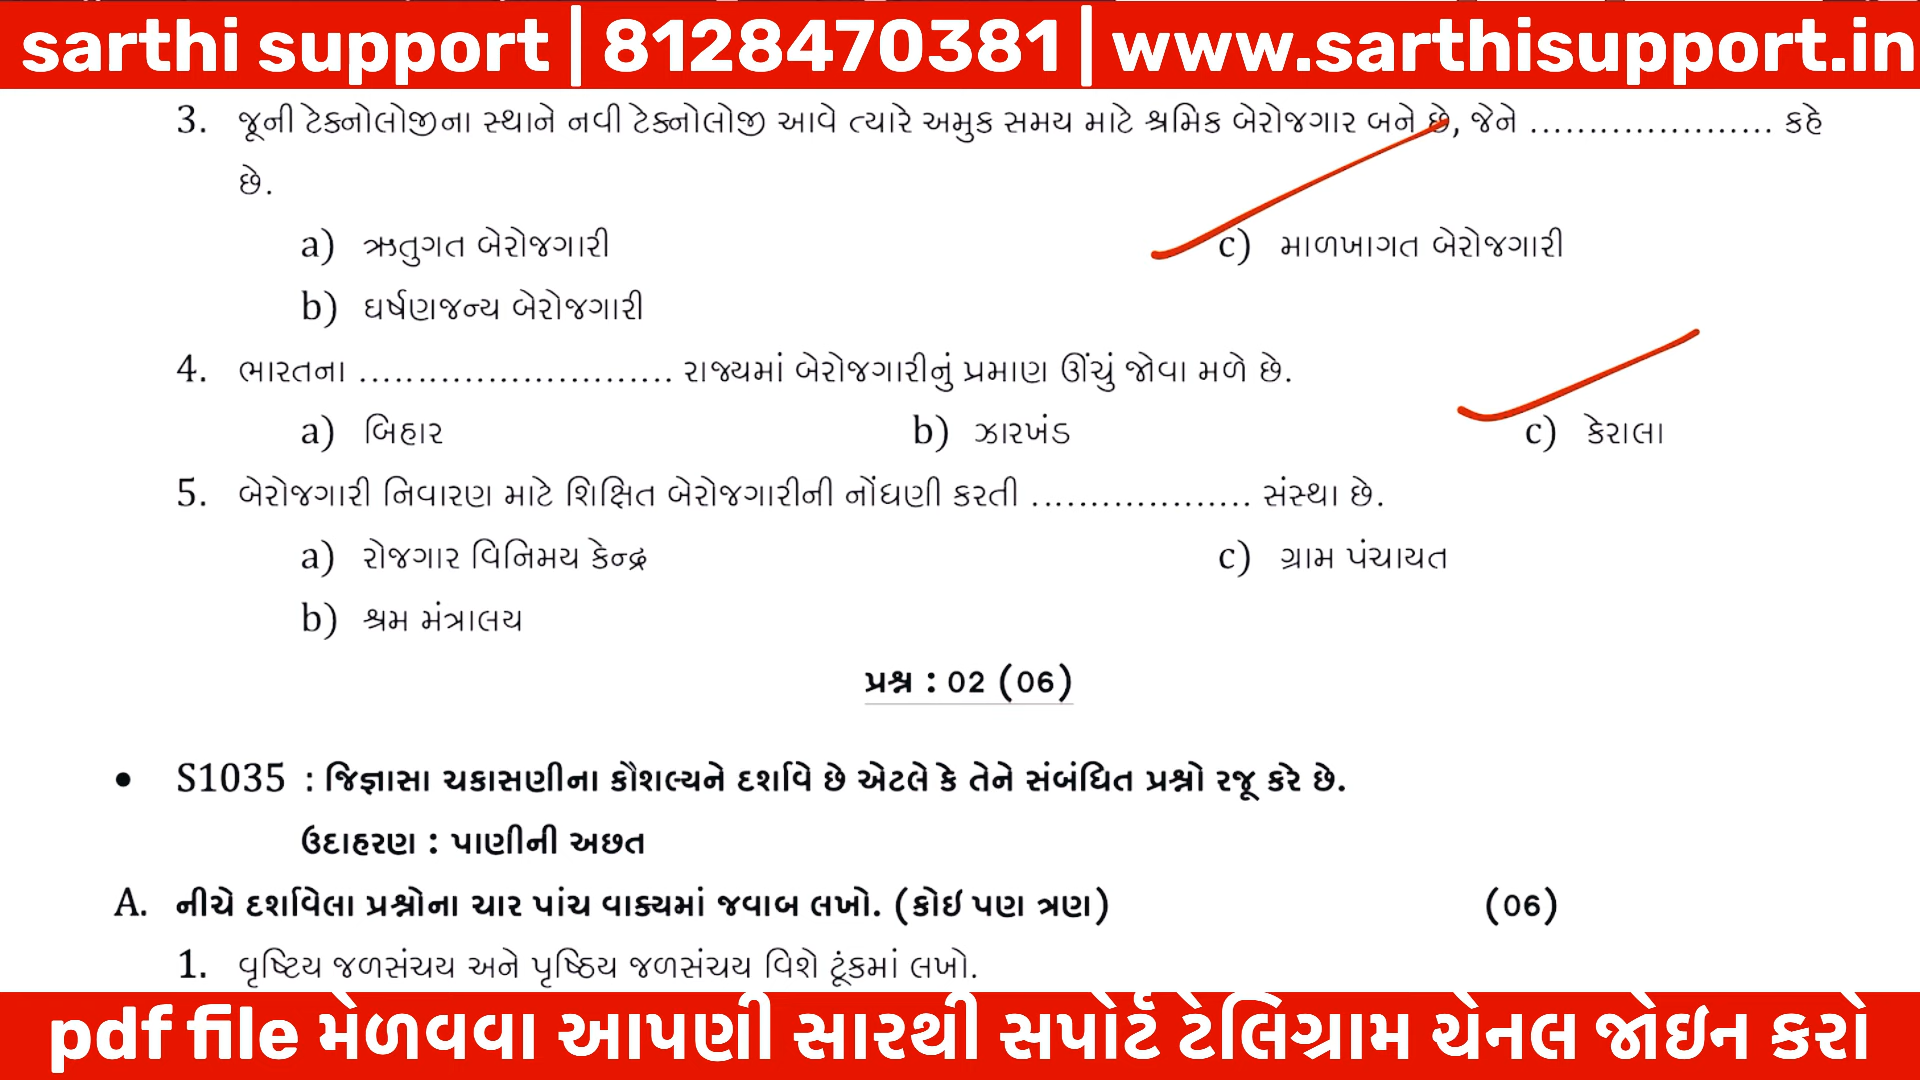 sarthi support | 8128470381 | www.sarthisupport.in
3. જૂની ટેક્નોલોજીના સ્થાને નવી ટેક્નોલોજી આવે ત્યારે અમુક સમય માટે શ્રમિક બેરોજગાર બને છે, જેને ..................... કહે
છે.
a) ઋતુગત બેરોજગારી c) માળખાગત બેરોજગારી
b) ઘર્ષણજન્ય બેરોજગારી
4. ભારતના ........................... રાજ્યમાં બેરોજગારીનું પ્રમાણ ઊંચું જોવા મળે છે.
a) બિહાર b) ઝારખંડ c) કેરાલા
5. બેરોજગારી નિવારણ માટે શિક્ષિત બેરોજગારીની નોંધણી કરતી ................... સંસ્થા છે.
a) રોજગાર વિનિમય કેન્દ્ર c) ગ્રામ પંચાયત
b) શ્રમ મંત્રાલય
પ્રશ્ન : 02 (06)
• S1035 : જિજ્ઞાસા ચકાસણીના કૌશલ્યને દર્શાવે છે એટલે કે તેને સંબંધિત પ્રશ્નો રજૂ કરે છે.
ઉદાહરણ : પાણીની અછત
A. નીચે દર્શાવેલા પ્રશ્નોના ચાર પાંચ વાક્યમાં જવાબ લખો. (કોઇ પણ ત્રણ) (06)
1. વૃષ્ટિય જળસંચય અને પૃષ્ઠિય જળસંચય વિશે ટૂંકમાં લખો.
pdf file મેળવવા આપણી સારથી સપોર્ટ ટેલિગ્રામ ચેનલ જોઇન કરો